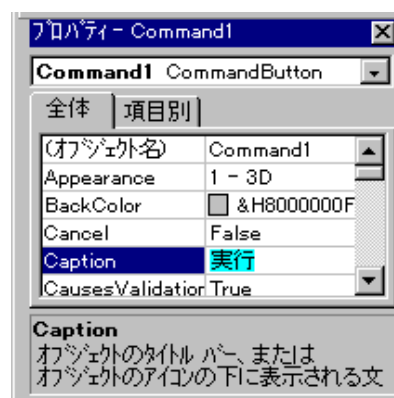 ﾌﾟﾛﾊﾟﾃｨ - Command1
Command1 CommandButton
全体 項目別
(ｵﾌﾞｼﾞｪｸﾄ名) Command1
Appearance 1 - 3D
BackColor &H8000000F
Cancel False
Caption 実行
CausesValidation True
Caption
ｵﾌﾞｼﾞｪｸﾄのﾀｲﾄﾙ ﾊﾞｰ、または
ｵﾌﾞｼﾞｪｸﾄのｱｲｺﾝの下に表示される文